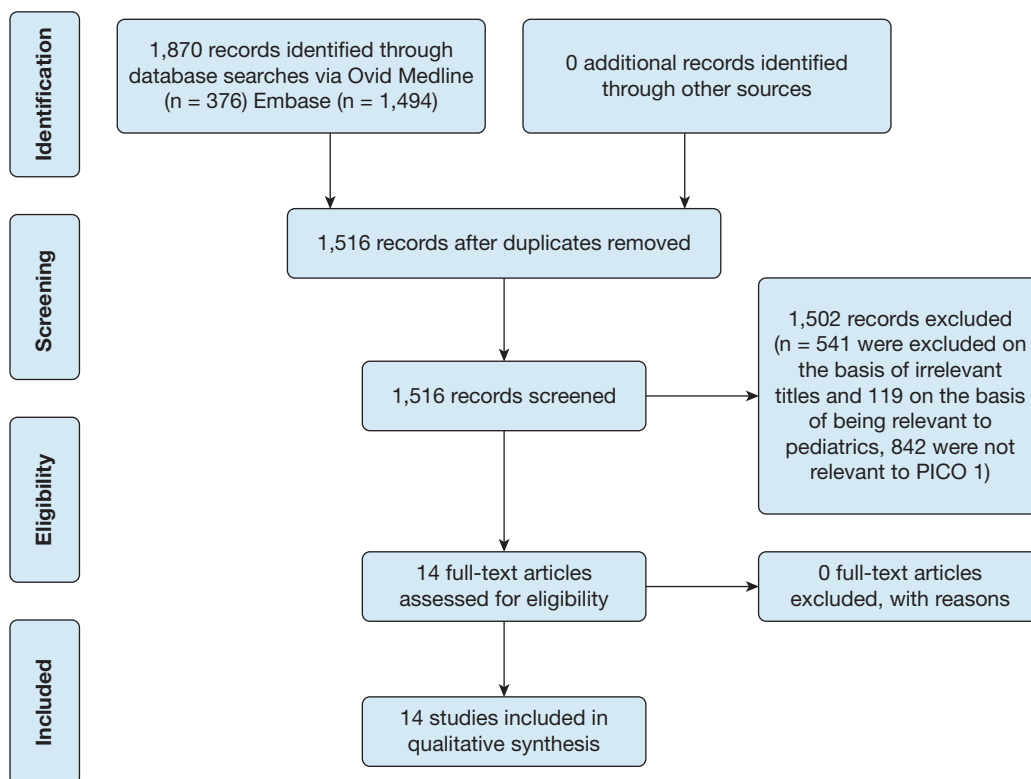 Identification
1,870 records identified through
database searches via Ovid Medline
(n = 376) Embase (n = 1,494)
0 additional records identified
through other sources
Screening
1,516 records after duplicates removed
1,516 records screened
1,502 records excluded
(n = 541 were excluded on
the basis of irrelevant
titles and 119 on the basis
of being relevant to
pediatrics, 842 were not
relevant to PICO 1)
Eligibility
14 full-text articles
assessed for eligibility
0 full-text articles
excluded, with reasons
Included
14 studies included in
qualitative synthesis